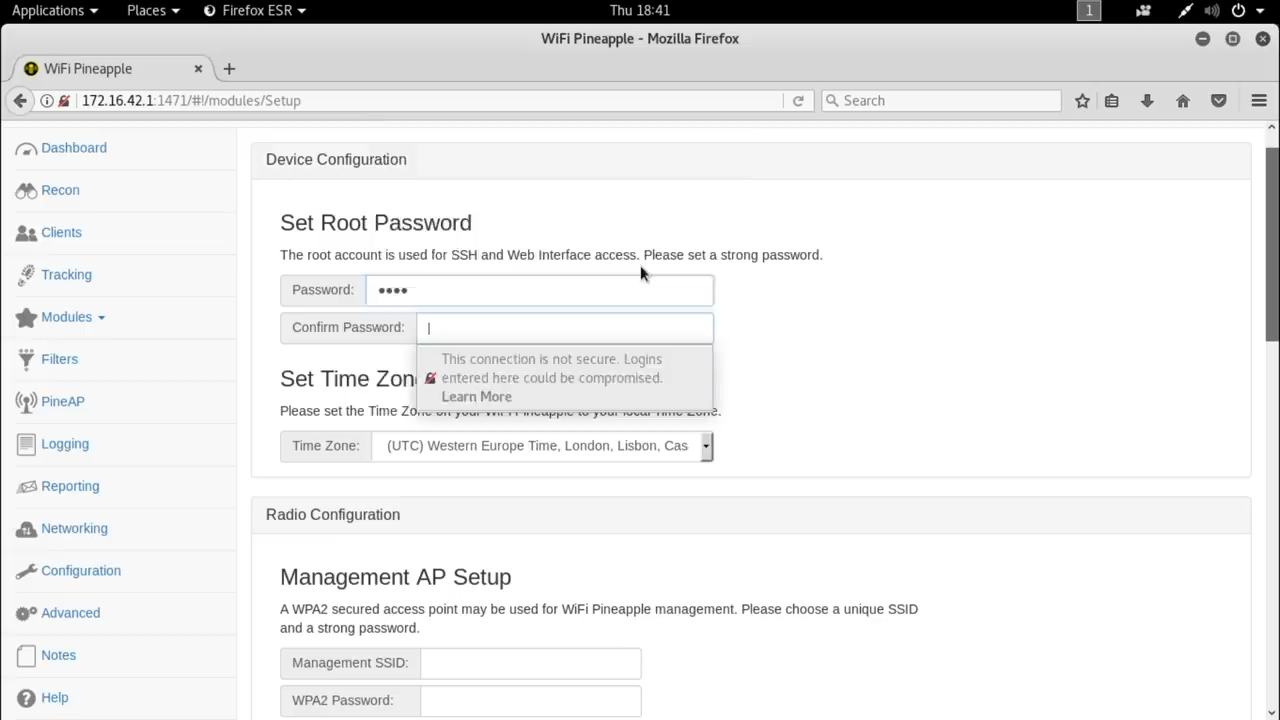 Applications Places Firefox ESR Thu 18:41 1
WiFi Pineapple - Mozilla Firefox
WiFi Pineapple
172.16.42.1:1471/#!/modules/Setup Search
Dashboard
Recon
Clients
Tracking
Modules
Filters
PineAP
Logging
Reporting
Networking
Configuration
Advanced
Notes
Help
Device Configuration
Set Root Password
The root account is used for SSH and Web Interface access. Please set a strong password.
Password: ••••
Confirm Password:
This connection is not secure. Logins
entered here could be compromised.
Learn More
Set Time Zon
Please set the Time Zone on your WiFi Pineapple to your local Time Zone.
Time Zone: (UTC) Western Europe Time, London, Lisbon, Cas
Radio Configuration
Management AP Setup
A WPA2 secured access point may be used for WiFi Pineapple management. Please choose a unique SSID
and a strong password.
Management SSID:
WPA2 Password: